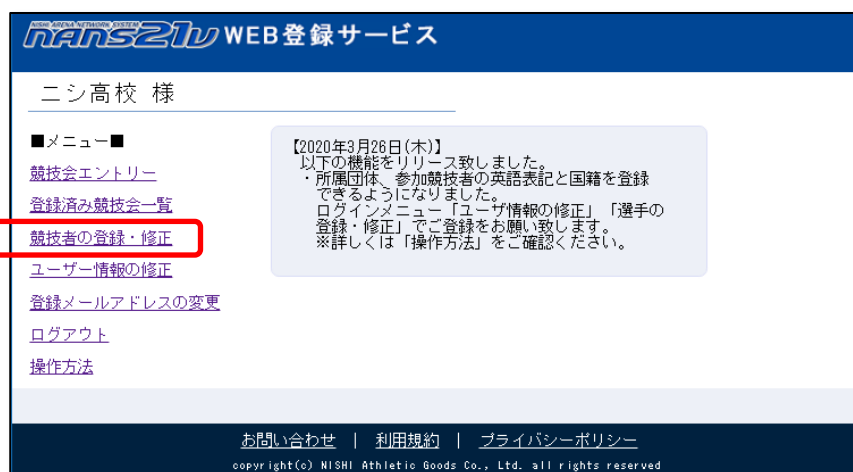 NISHI ARENA NETWORK SYSTEM
NANS21V WEB登録サービス
ニシ高校 様
■メニュー■
競技会エントリー
登録済み競技会一覧
競技者の登録・修正
ユーザー情報の修正
登録メールアドレスの変更
ログアウト
操作方法
【2020年3月26日(木)】
以下の機能をリリース致しました。
・所属団体、参加競技者の英語表記と国籍を登録
できるようになりました。
ログインメニュー「ユーザ情報の修正」「選手の
登録・修正」でご登録をお願い致します。
※詳しくは「操作方法」をご確認ください。
お問い合わせ | 利用規約 | プライバシーポリシー
copyright(c) NISHI Athletic Goods Co., Ltd. all rights reserved